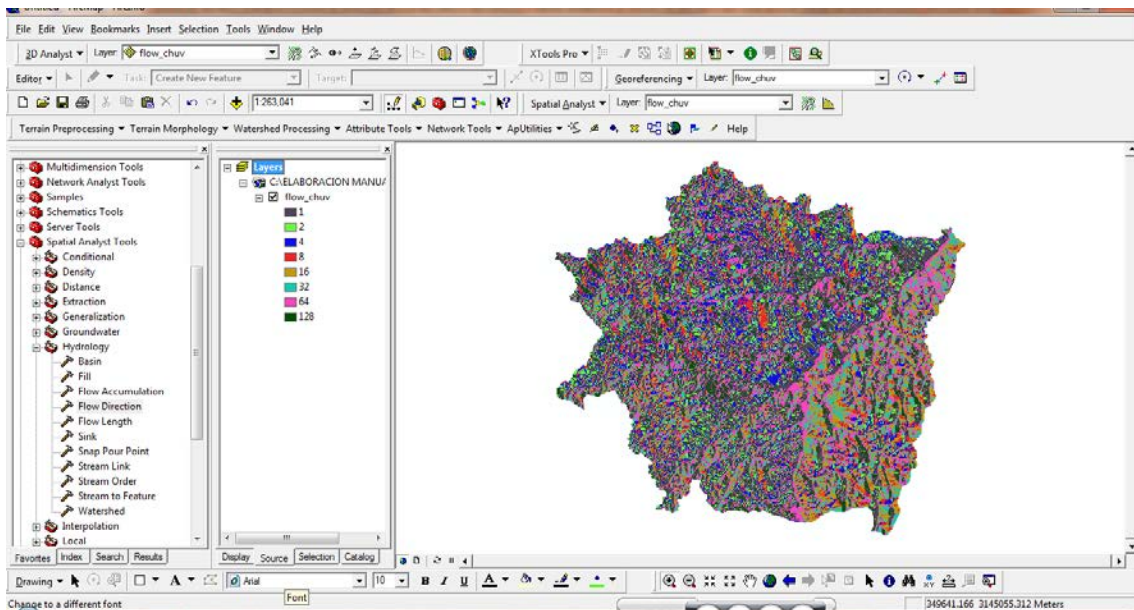 Untitled - ArcMap - ArcInfo
File Edit View Bookmarks Insert Selection Tools Window Help
3D Analyst Layer: flow_chuv XTools Pro
Editor Task: Create New Feature Target: Georeferencing Layer: flow_chuv
1:263,041 Spatial Analyst Layer: flow_chuv
Terrain Preprocessing Terrain Morphology Watershed Processing Attribute Tools Network Tools ApUtilities Help
Multidimension Tools
Network Analyst Tools
Samples
Schematics Tools
Server Tools
Spatial Analyst Tools
Conditional
Density
Distance
Extraction
Generalization
Groundwater
Hydrology
Basin
Fill
Flow Accumulation
Flow Direction
Flow Length
Sink
Snap Pour Point
Stream Link
Stream Order
Stream to Feature
Watershed
Interpolation
Local
Favorites Index Search Results
Layers
C:\ELABORACION MANUA
flow_chuv
1
2
4
8
16
32
64
128
Display Source Selection Catalog
Drawing A Arial 10 B I U A
Font
Change to a different font 349641.166 3145055.312 Meters